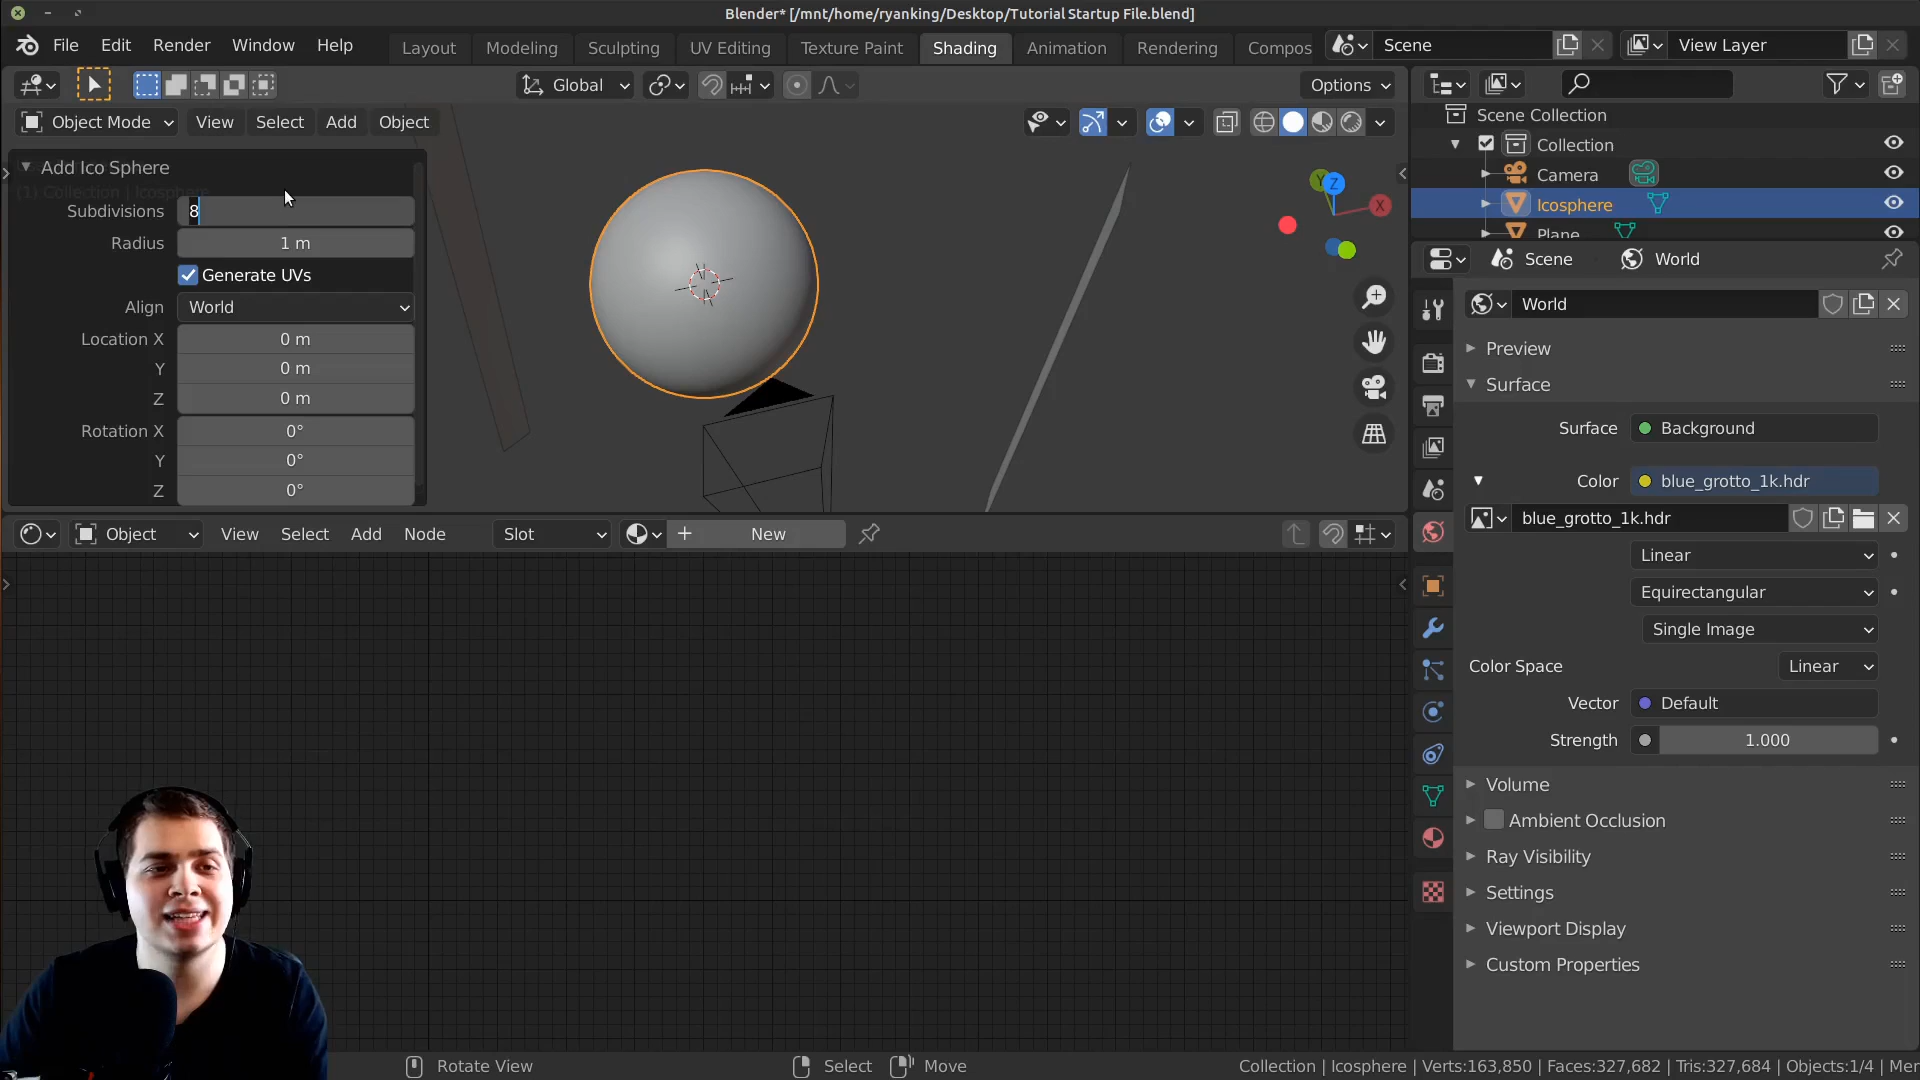 Blender* [/mnt/home/ryanking/Desktop/Tutorial Startup File.blend]
File Edit Render Window Help Layout Modeling Sculpting UV Editing Texture Paint Shading Animation Rendering Compos Scene View Layer
Global Options
Object Mode View Select Add Object
Scene Collection
Collection
Camera
Icosphere
Plane
Add Ico Sphere
(1) Collection | Icosphere
Subdivisions 8
Radius 1 m
Generate UVs
Align World
Location X 0 m
Y 0 m
Z 0 m
Rotation X 0°
Y 0°
Z 0°
Y Z X
Scene World
World
Preview
Surface
Surface Background
Color blue_grotto_1k.hdr
blue_grotto_1k.hdr
Linear
Equirectangular
Single Image
Color Space Linear
Vector Default
Strength 1.000
Volume
Ambient Occlusion
Ray Visibility
Settings
Viewport Display
Custom Properties
Object View Select Add Node Slot New
Rotate View Select Move Collection | Icosphere | Verts:163,850 | Faces:327,682 | Tris:327,684 | Objects:1/4 | Mer